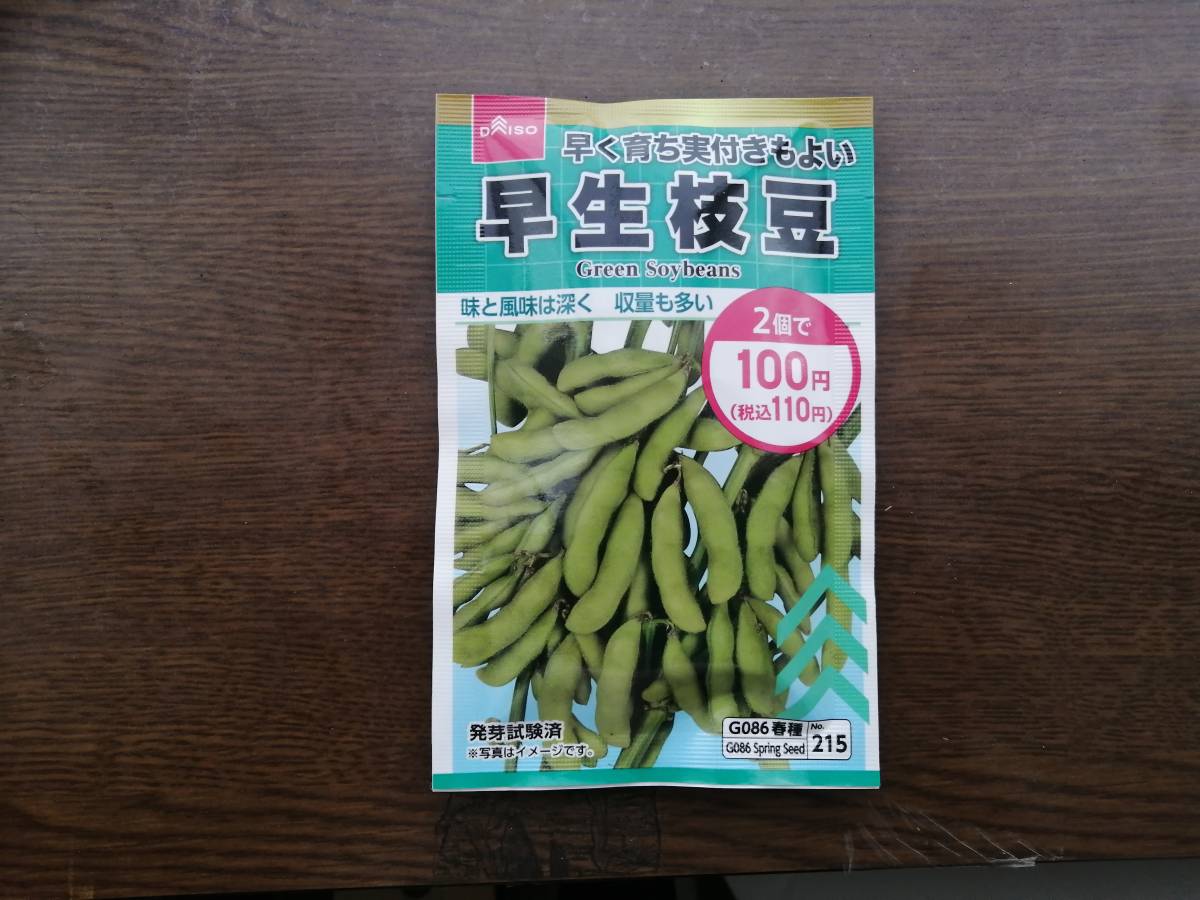 DAISO
早く育ち実付きもよい
早生枝豆
Green Soybeans
味と風味は深く 収量も多い
2個で
100円
(税込110円)
発芽試験済
※写真はイメージです。
G086 春種
G086 Spring Seed
No.
215